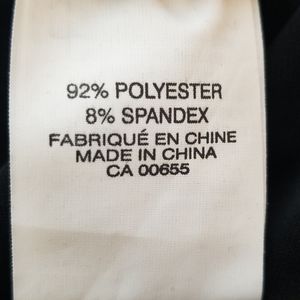 92% POLYESTER
8% SPANDEX
FABRIQUÉ EN CHINE
MADE IN CHINA
CA 00655